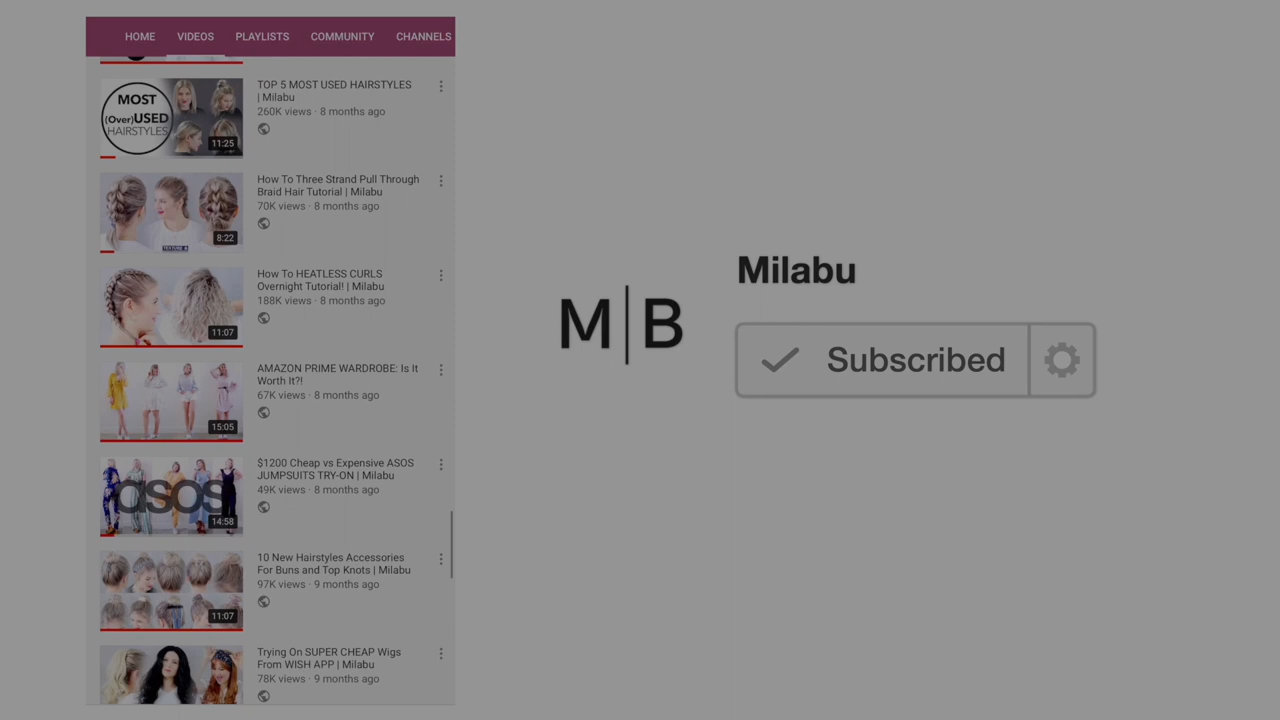 HOME VIDEOS PLAYLISTS COMMUNITY CHANNELS
MOST
(Over)USED
HAIRSTYLES
11:25
TOP 5 MOST USED HAIRSTYLES
| Milabu
260K views · 8 months ago
8:22
How To Three Strand Pull Through
Braid Hair Tutorial | Milabu
70K views · 8 months ago
11:07
How To HEATLESS CURLS
Overnight Tutorial! | Milabu
188K views · 8 months ago
15:05
AMAZON PRIME WARDROBE: Is It
Worth It?!
67K views · 8 months ago
asos
14:58
$1200 Cheap vs Expensive ASOS
JUMPSUITS TRY-ON | Milabu
49K views · 8 months ago
11:07
10 New Hairstyles Accessories
For Buns and Top Knots | Milabu
97K views · 9 months ago
Trying On SUPER CHEAP Wigs
From WISH APP | Milabu
78K views · 9 months ago
M|B
Milabu
Subscribed